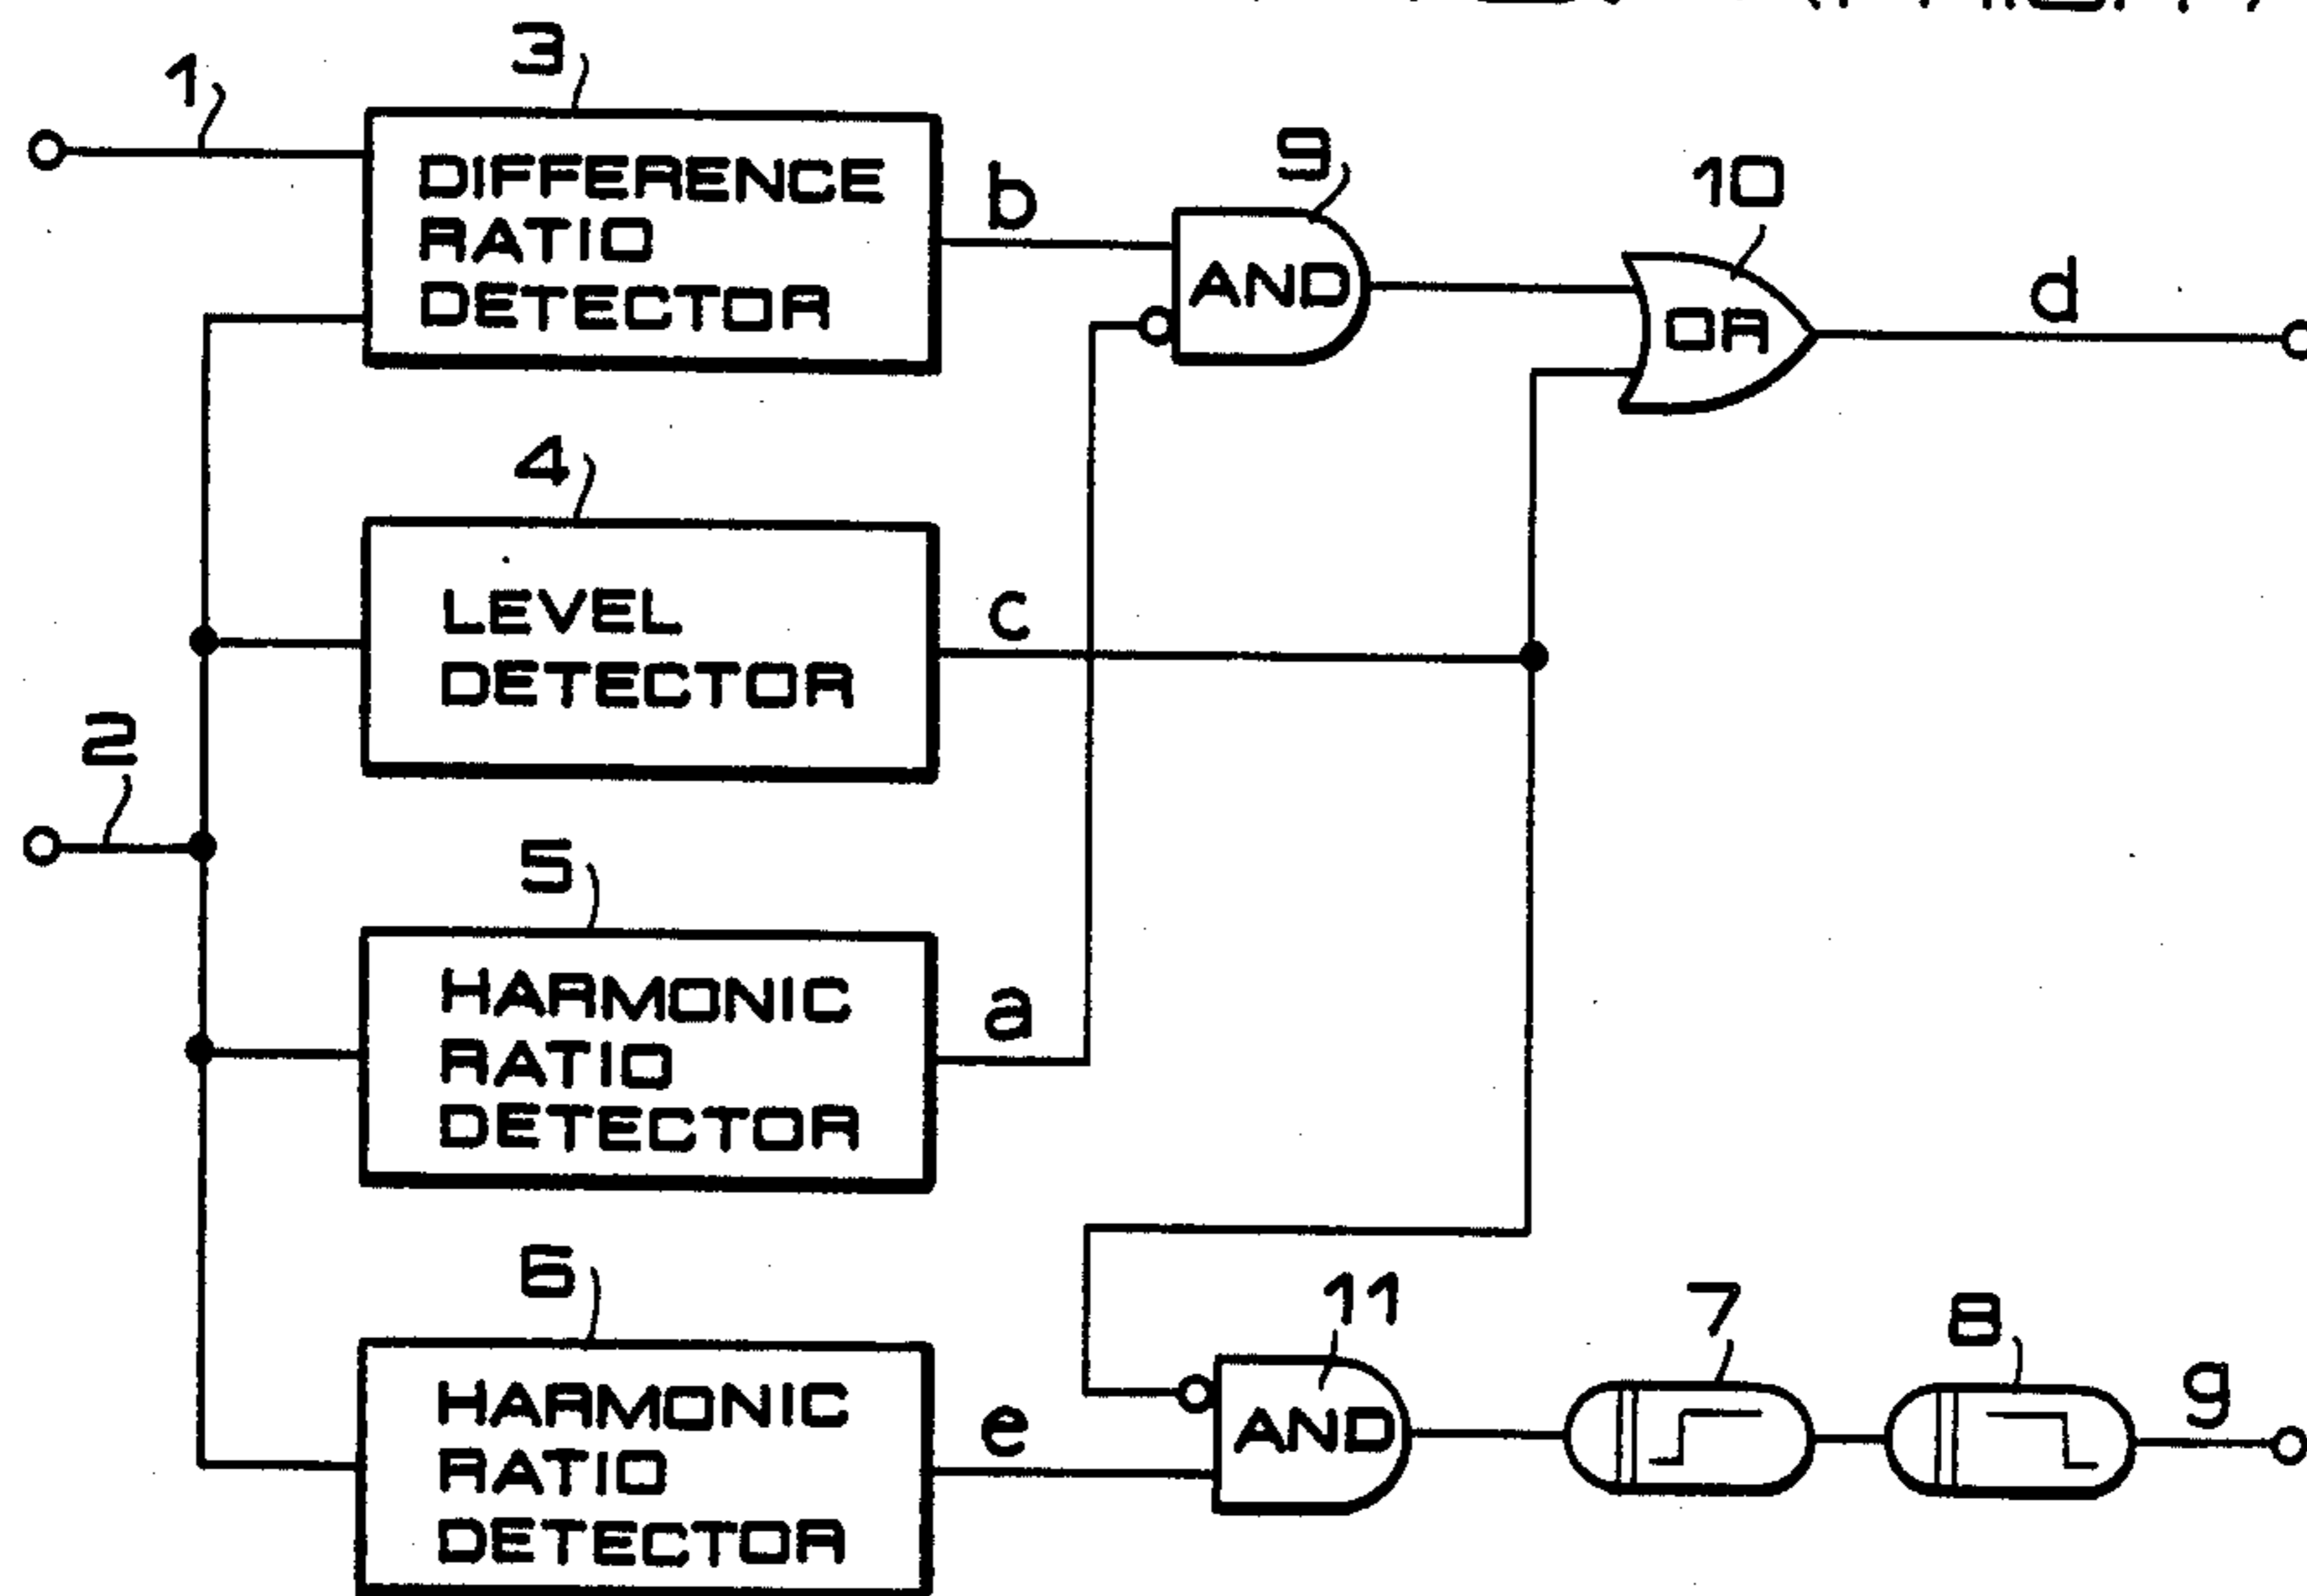 1
3
DIFFERENCE
RATIO
DETECTOR
b
9
AND
10
OR
d
4
LEVEL
DETECTOR
c
2
5
HARMONIC
RATIO
DETECTOR
a
6
HARMONIC
RATIO
DETECTOR
e
11
AND
7
8
g